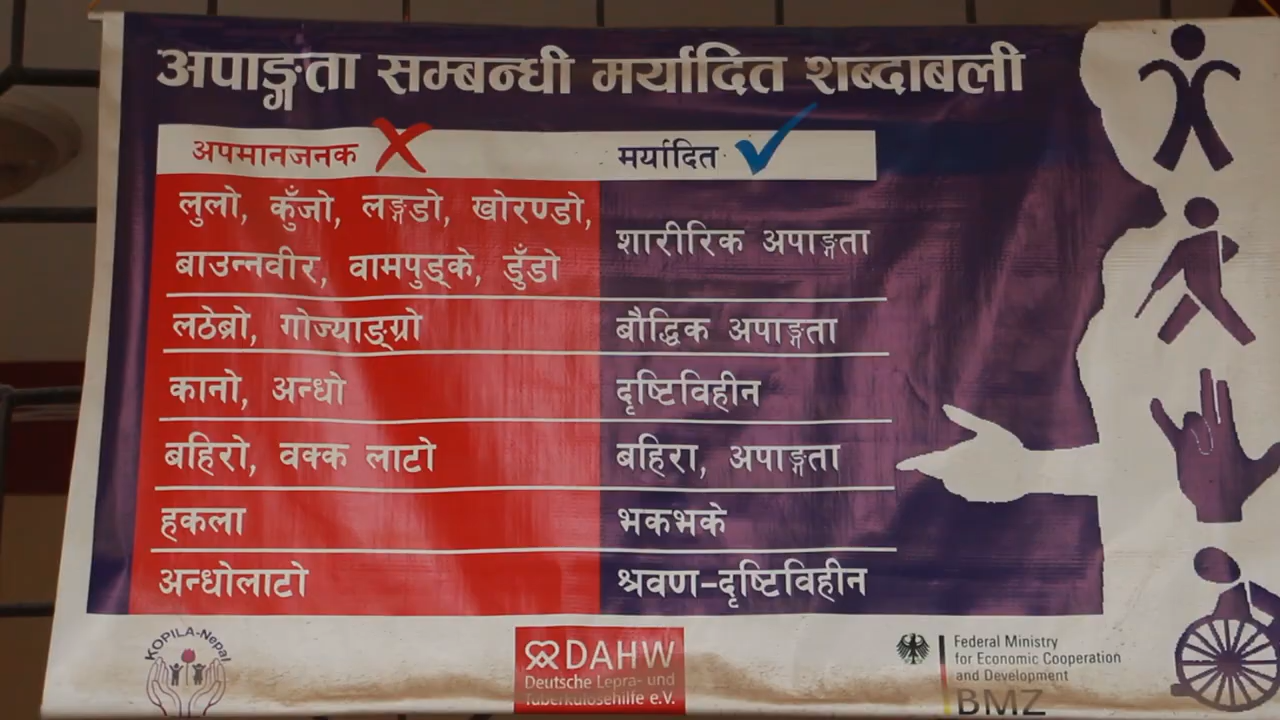 अपाङ्गता सम्बन्धी मर्यादित शब्दाबली
अपमानजनक मर्यादित
लुलो, कुँजो, लङ्गडो, खोरण्डो,
बाउन्नवीर, वामपुड्के, डुँडो
शारीरिक अपाङ्गता
लठेब्रो, गोज्याङ्ग्रो बौद्धिक अपाङ्गता
कानो, अन्धो दृष्टिविहीन
बहिरो, वक्क लाटो बहिरा, अपाङ्गता
हकला भकभके
अन्धोलाटो श्रवण-दृष्टिविहीन
KOPILA-Nepal
DAHW
Deutsche Lepra- und
Tuberkulosehilfe e.V.
Federal Ministry
for Economic Cooperation
and Development
BMZ